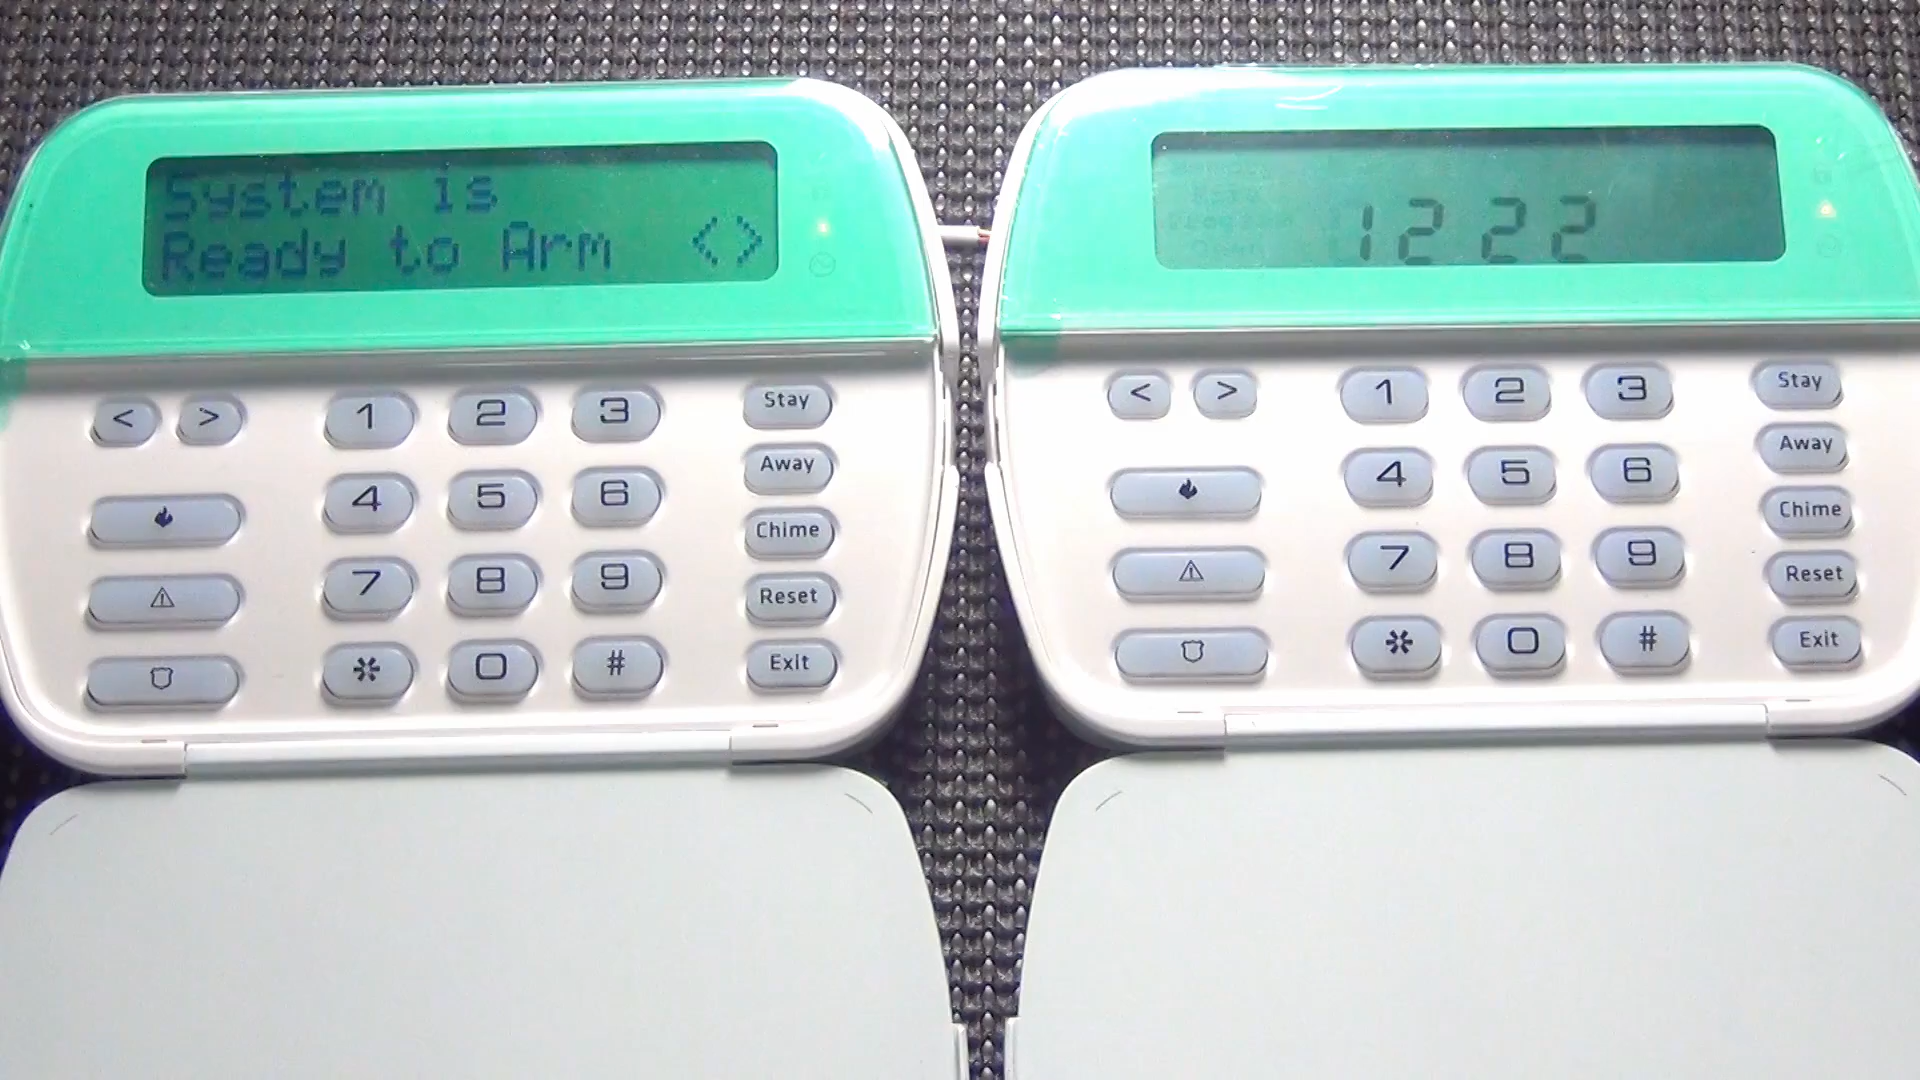 System is
Ready to Arm <>
< > 1 2 3 Stay
4 5 6 Away
Chime
7 8 9 Reset
* 0 # Exit
1222
< > 1 2 3 Stay
4 5 6 Away
Chime
7 8 9 Reset
* 0 # Exit